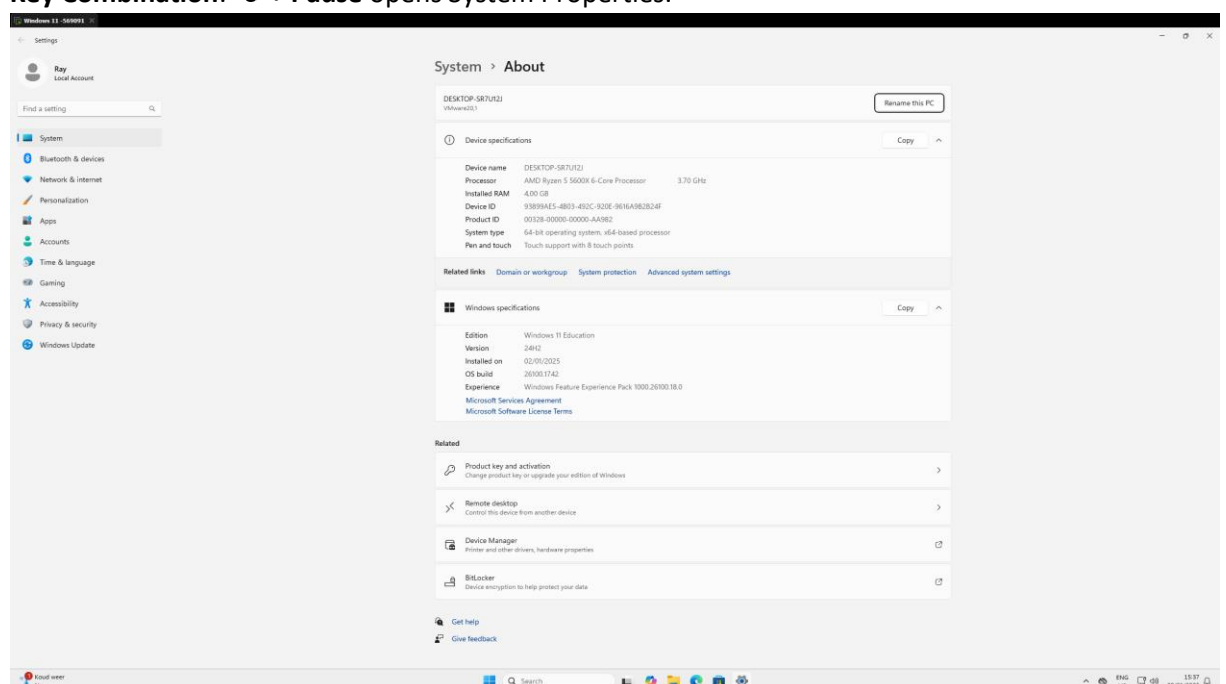 Windows 11 -569091
Settings
Ray
Local Account
Find a setting
System
Bluetooth & devices
Network & internet
Personalization
Apps
Accounts
Time & language
Gaming
Accessibility
Privacy & security
Windows Update
System > About
DESKTOP-SR7U12J
VMware20,1
Rename this PC
Device specifications
Copy
Device name DESKTOP-SR7U12J
Processor AMD Ryzen 5 5600X 6-Core Processor 3.70 GHz
Installed RAM 4,00 GB
Device ID 93899AE5-4803-492C-920E-9616A9B2B24F
Product ID 00328-00000-00000-AA982
System type 64-bit operating system, x64-based processor
Pen and touch Touch support with 8 touch points
Related links Domain or workgroup System protection Advanced system settings
Windows specifications
Copy
Edition Windows 11 Education
Version 24H2
Installed on 02/01/2025
OS build 26100.1742
Experience Windows Feature Experience Pack 1000.26100.18.0
Microsoft Services Agreement
Microsoft Software License Terms
Related
Product key and activation
Change product key or upgrade your edition of Windows
Remote desktop
Control this device from another device
Device Manager
Printer and other drivers, hardware properties
BitLocker
Device encryption to help protect your data
Get help
Give feedback
Koud weer
Search
ENG
15:37